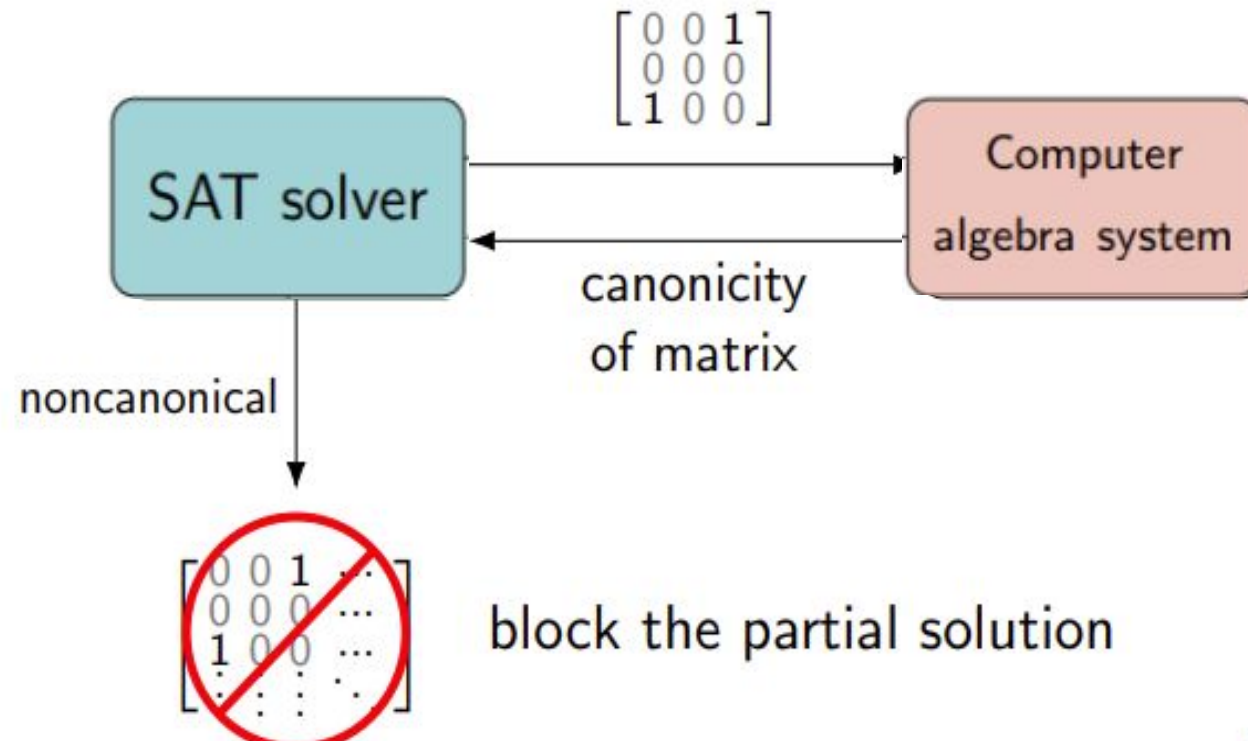 0 0 1
0 0 0
1 0 0
SAT solver
Computer
algebra system
canonicity
of matrix
noncanonical
0 0 1 ...
0 0 0 ...
1 0 0 ...
⋮ ⋮ ⋮ ⋱
block the partial solution